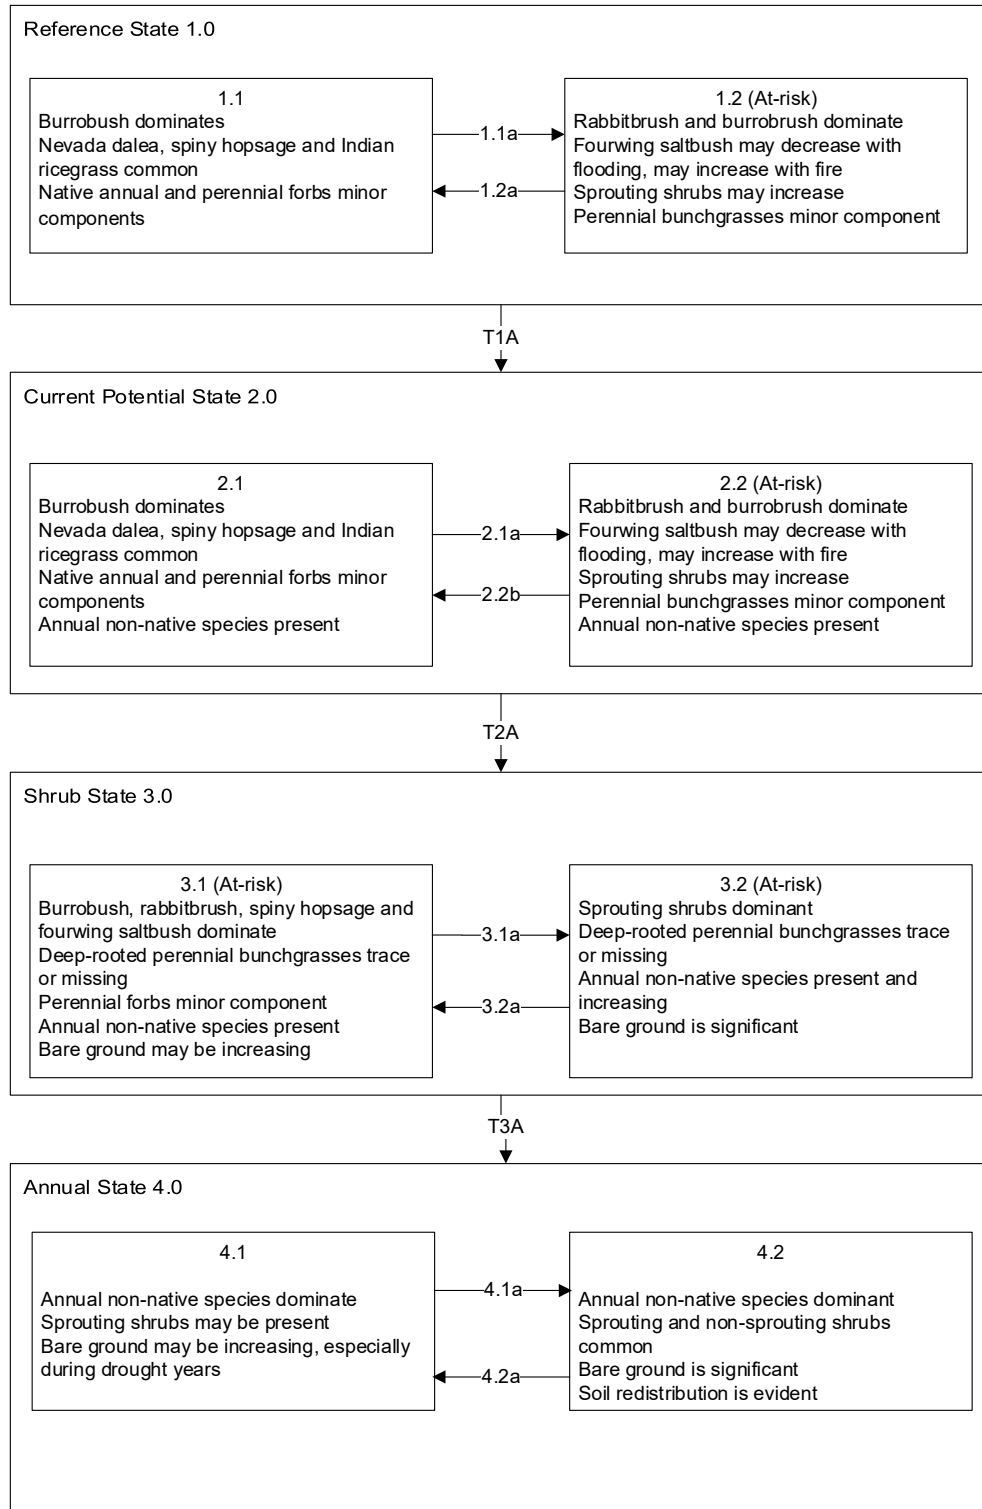 Reference State 1.0
1.1
Burrobush dominates
Nevada dalea, spiny hopsage and Indian
ricegrass common
Native annual and perennial forbs minor
components
1.1a
1.2a
1.2 (At-risk)
Rabbitbrush and burrobrush dominate
Fourwing saltbush may decrease with
flooding, may increase with fire
Sprouting shrubs may increase
Perennial bunchgrasses minor component
T1A
Current Potential State 2.0
2.1
Burrobush dominates
Nevada dalea, spiny hopsage and Indian
ricegrass common
Native annual and perennial forbs minor
components
Annual non-native species present
2.1a
2.2b
2.2 (At-risk)
Rabbitbrush and burrobrush dominate
Fourwing saltbush may decrease with
flooding, may increase with fire
Sprouting shrubs may increase
Perennial bunchgrasses minor component
Annual non-native species present
T2A
Shrub State 3.0
3.1 (At-risk)
Burrobush, rabbitbrush, spiny hopsage and
fourwing saltbush dominate
Deep-rooted perennial bunchgrasses trace
or missing
Perennial forbs minor component
Annual non-native species present
Bare ground may be increasing
3.1a
3.2a
3.2 (At-risk)
Sprouting shrubs dominant
Deep-rooted perennial bunchgrasses trace
or missing
Annual non-native species present and
increasing
Bare ground is significant
T3A
Annual State 4.0
4.1
Annual non-native species dominate
Sprouting shrubs may be present
Bare ground may be increasing, especially
during drought years
4.1a
4.2a
4.2
Annual non-native species dominant
Sprouting and non-sprouting shrubs
common
Bare ground is significant
Soil redistribution is evident